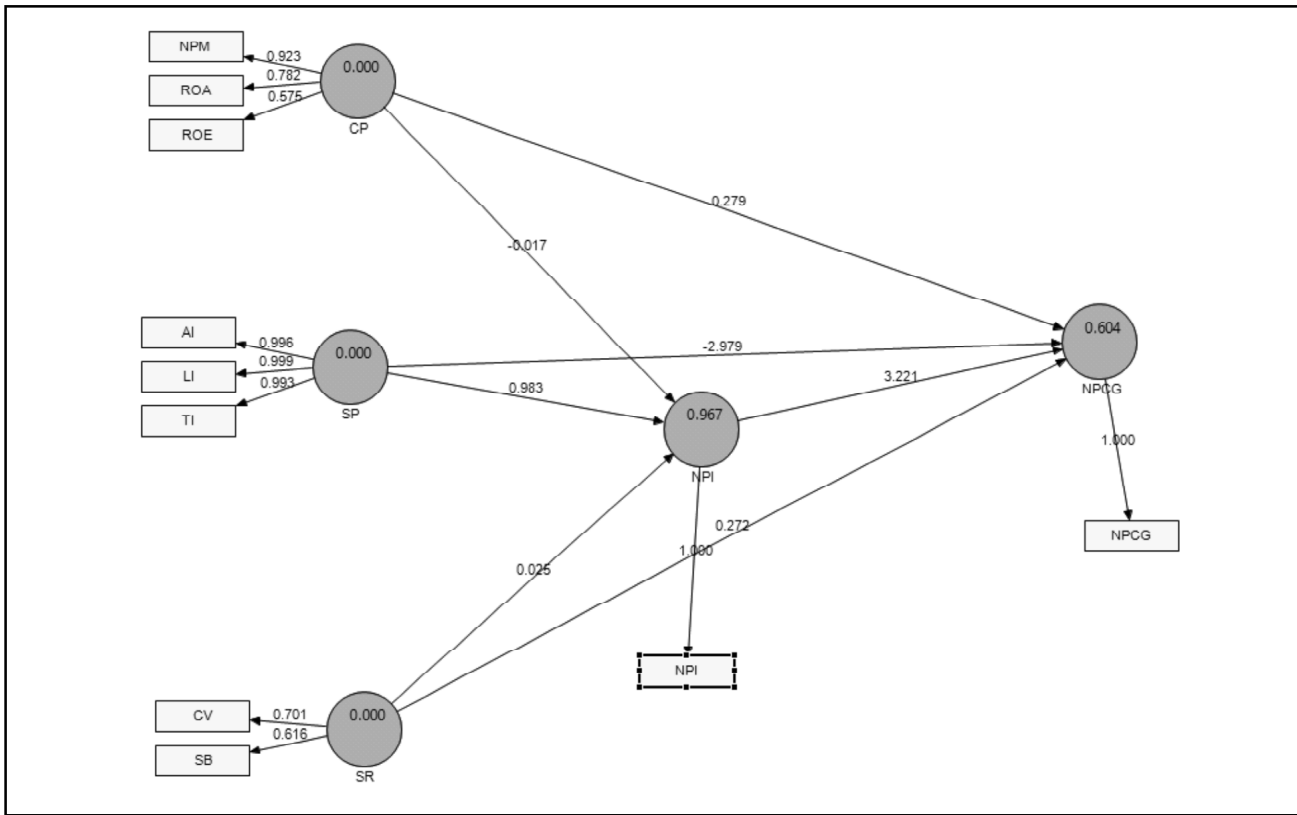 NPM
0.923
0.000
ROA
0.782
0.575
ROE
CP
0.279
-0.017
AI
0.996
0.000
LI
0.999
0.993
TI
SP
-2.979
0.604
NPCG
0.983
3.221
0.967
NPI
1.000
NPCG
0.272
1.000
0.025
NPI
CV
0.701
0.000
0.616
SB
SR